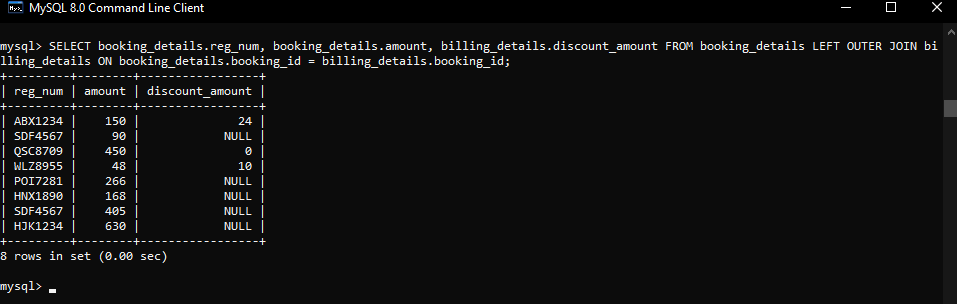 MySQL 8.0 Command Line Client
mysql> SELECT booking_details.reg_num, booking_details.amount, billing_details.discount_amount FROM booking_details LEFT OUTER JOIN bi
lling_details ON booking_details.booking_id = billing_details.booking_id;
+---------+--------+-----------------+
| reg_num | amount | discount_amount |
+---------+--------+-----------------+
| ABX1234 |    150 |              24 |
| SDF4567 |     90 |            NULL |
| QSC8709 |    450 |               0 |
| WLZ8955 |     48 |              10 |
| POI7281 |    266 |            NULL |
| HNX1890 |    168 |            NULL |
| SDF4567 |    405 |            NULL |
| HJK1234 |    630 |            NULL |
+---------+--------+-----------------+
8 rows in set (0.00 sec)
mysql> _